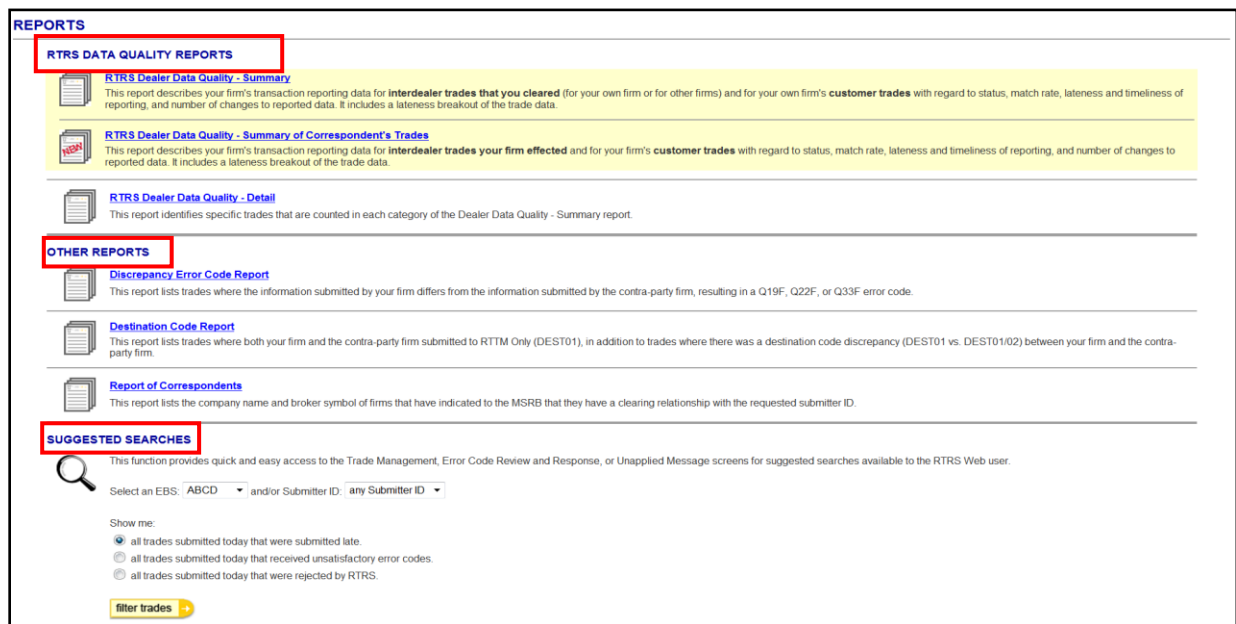 REPORTS
RTRS DATA QUALITY REPORTS
RTRS Dealer Data Quality - Summary
This report describes your firm's transaction reporting data for interdealer trades that you cleared (for your own firm or for other firms) and for your own firm's customer trades with regard to status, match rate, lateness and timeliness of
reporting, and number of changes to reported data. It includes a lateness breakout of the trade data.
NEW
RTRS Dealer Data Quality - Summary of Correspondent's Trades
This report describes your firm's transaction reporting data for interdealer trades your firm effected and for your firm's customer trades with regard to status, match rate, lateness and timeliness of reporting, and number of changes to
reported data. It includes a lateness breakout of the trade data.
RTRS Dealer Data Quality - Detail
This report identifies specific trades that are counted in each category of the Dealer Data Quality - Summary report.
OTHER REPORTS
Discrepancy Error Code Report
This report lists trades where the information submitted by your firm differs from the information submitted by the contra-party firm, resulting in a Q19F, Q22F, or Q33F error code.
Destination Code Report
This report lists trades where both your firm and the contra-party firm submitted to RTTM Only (DEST01), in addition to trades where there was a destination code discrepancy (DEST01 vs. DEST01/02) between your firm and the contra-
party firm.
Report of Correspondents
This report lists the company name and broker symbol of firms that have indicated to the MSRB that they have a clearing relationship with the requested submitter ID.
SUGGESTED SEARCHES
This function provides quick and easy access to the Trade Management, Error Code Review and Response, or Unapplied Message screens for suggested searches available to the RTRS Web user.
Select an EBS: ABCD and/or Submitter ID: any Submitter ID
Show me:
all trades submitted today that were submitted late.
all trades submitted today that received unsatisfactory error codes.
all trades submitted today that were rejected by RTRS.
filter trades